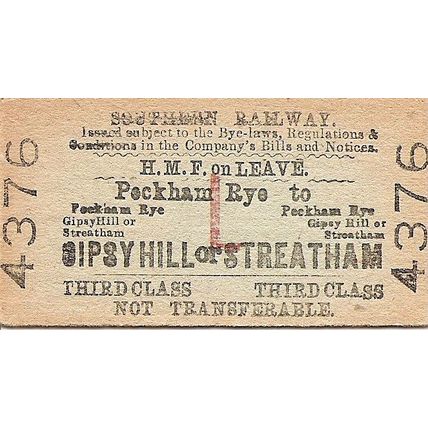 4376
SOUTHERN RAILWAY.
Issued subject to the Bye-laws, Regulations &
Conditions in the Company's Bills and Notices.
H.M.F. on LEAVE.
Peckham Rye to
Peckham Rye Peckham Rye
Gipsy Hill or Gipsy Hill or
Streatham Streatham
GIPSY HILL or STREATHAM
THIRD CLASS THIRD CLASS
NOT TRANSFERABLE.
4376
L